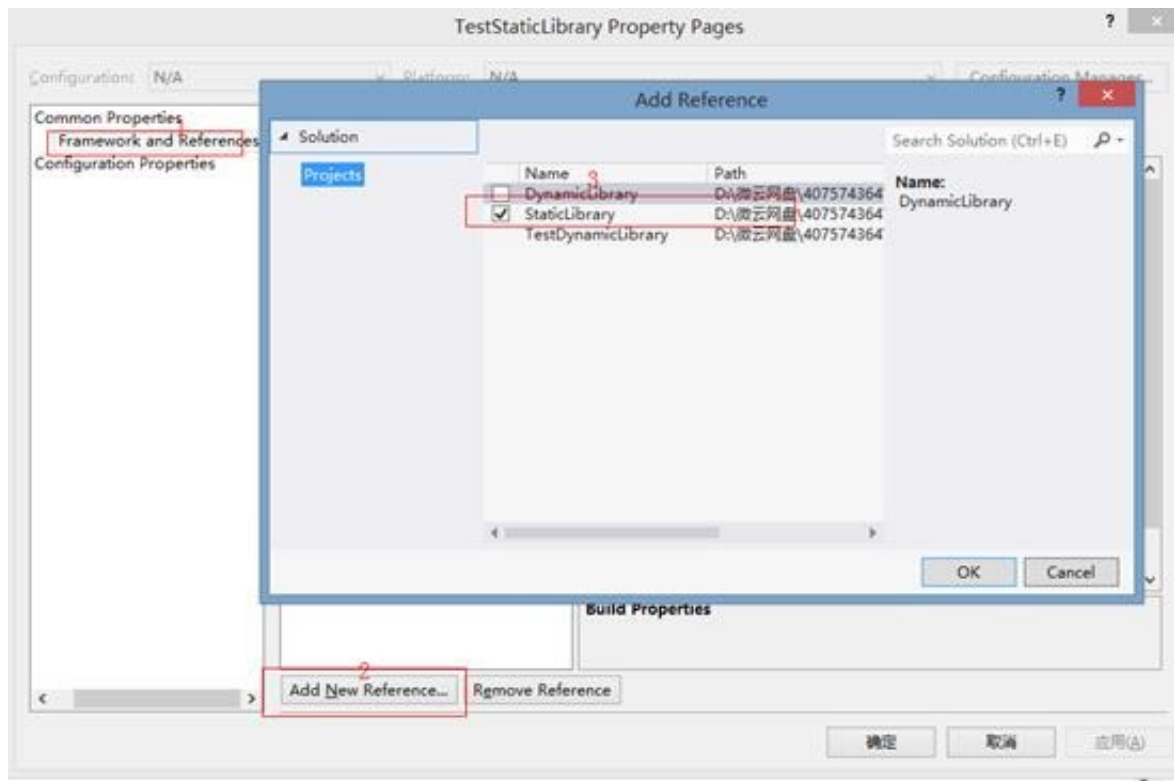 TestStaticLibrary Property Pages
?
Configuration: N/A Platform: N/A Configuration Manager...
Common Properties
1
Framework and References
Configuration Properties
Add Reference
?
Solution
Search Solution (Ctrl+E)
Projects
Name Path
3
DynamicLibrary D:\微云网盘\407574364
StaticLibrary D:\微云网盘\407574364
TestDynamicLibrary D:\微云网盘\407574364
Name:
DynamicLibrary
OK Cancel
Build Properties
2
Add New Reference... Remove Reference
确定 取消 应用(A)